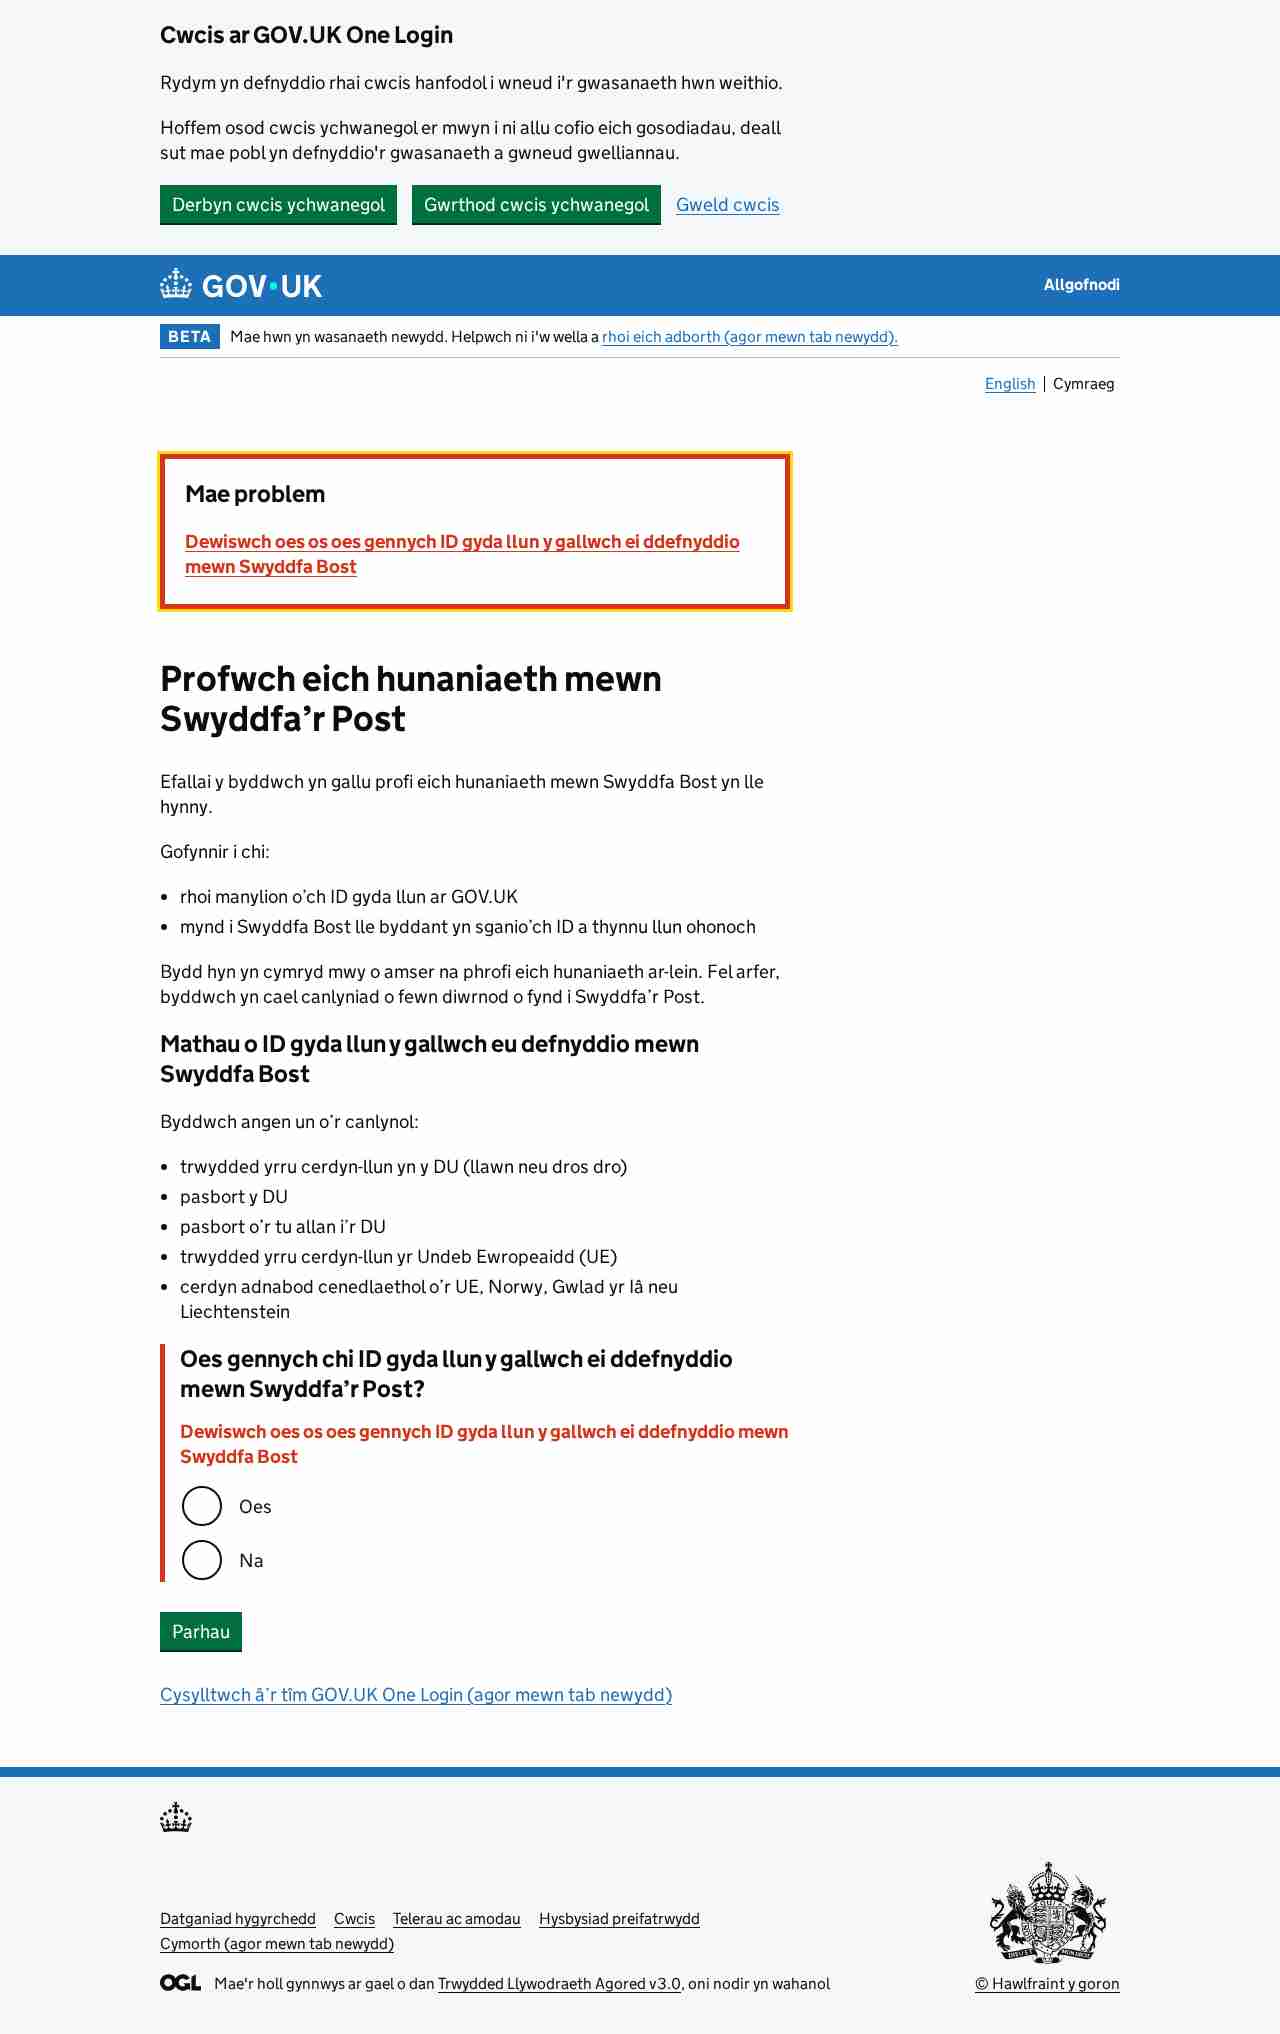 Cwcis ar GOV.UK One Login
Rydym yn defnyddio rhai cwcis hanfodol i wneud i'r gwasanaeth hwn weithio.
Hoffem osod cwcis ychwanegol er mwyn i ni allu cofio eich gosodiadau, deall
sut mae pobl yn defnyddio'r gwasanaeth a gwneud gwelliannau.
Derbyn cwcis ychwanegol Gwrthod cwcis ychwanegol Gweld cwcis
GOV·UK Allgofnodi
BETA Mae hwn yn wasanaeth newydd. Helpwch ni i'w wella a rhoi eich adborth (agor mewn tab newydd).
English Cymraeg
Mae problem
Dewiswch oes os oes gennych ID gyda llun y gallwch ei ddefnyddio
mewn Swyddfa Bost
Profwch eich hunaniaeth mewn
Swyddfa’r Post
Efallai y byddwch yn gallu profi eich hunaniaeth mewn Swyddfa Bost yn lle
hynny.
Gofynnir i chi:
• rhoi manylion o’ch ID gyda llun ar GOV.UK
• mynd i Swyddfa Bost lle byddant yn sganio’ch ID a thynnu llun ohonoch
Bydd hyn yn cymryd mwy o amser na phrofi eich hunaniaeth ar-lein. Fel arfer,
byddwch yn cael canlyniad o fewn diwrnod o fynd i Swyddfa’r Post.
Mathau o ID gyda llun y gallwch eu defnyddio mewn
Swyddfa Bost
Byddwch angen un o’r canlynol:
• trwydded yrru cerdyn-llun yn y DU (llawn neu dros dro)
• pasbort y DU
• pasbort o’r tu allan i’r DU
• trwydded yrru cerdyn-llun yr Undeb Ewropeaidd (UE)
• cerdyn adnabod cenedlaethol o’r UE, Norwy, Gwlad yr Iâ neu
Liechtenstein
Oes gennych chi ID gyda llun y gallwch ei ddefnyddio
mewn Swyddfa’r Post?
Dewiswch oes os oes gennych ID gyda llun y gallwch ei ddefnyddio mewn
Swyddfa Bost
Oes
Na
Parhau
Cysylltwch â’r tîm GOV.UK One Login (agor mewn tab newydd)
Datganiad hygyrchedd Cwcis Telerau ac amodau Hysbysiad preifatrwydd
Cymorth (agor mewn tab newydd)
OGL Mae'r holl gynnwys ar gael o dan Trwydded Llywodraeth Agored v3.0, oni nodir yn wahanol
© Hawlfraint y goron